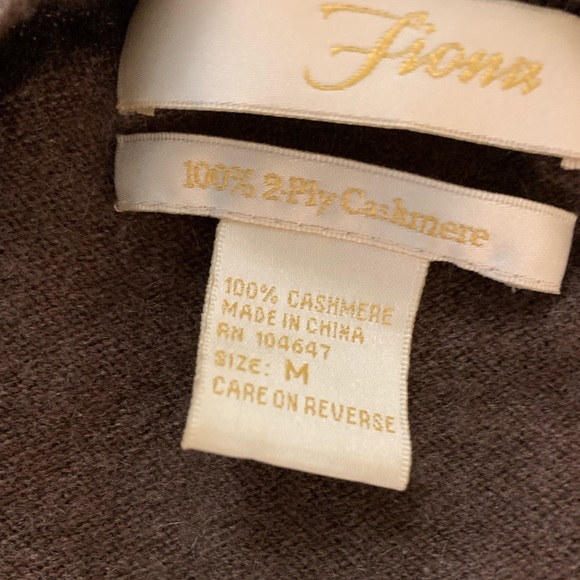 Fiona
100% 2-Ply Cashmere
100% CASHMERE
MADE IN CHINA
RN 104647
SIZE: M
CARE ON REVERSE